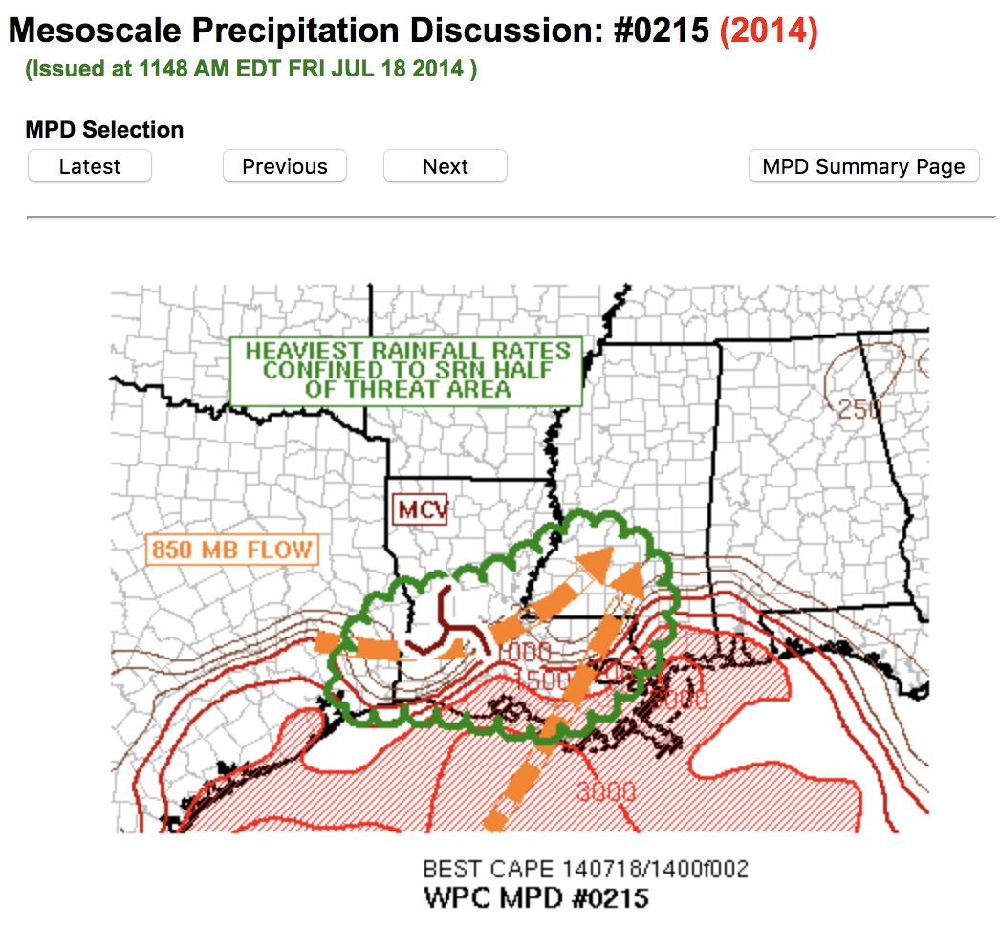 Mesoscale Precipitation Discussion: #0215 (2014)
(Issued at 1148 AM EDT FRI JUL 18 2014 )
MPD Selection
Latest
Previous
Next
MPD Summary Page
HEAVIEST RAINFALL RATES
CONFINED TO SRN HALF
OF THREAT AREA
250
MCV
850 MB FLOW
1000
1500
3000
BEST CAPE 140718/1400f002
WPC MPD #0215